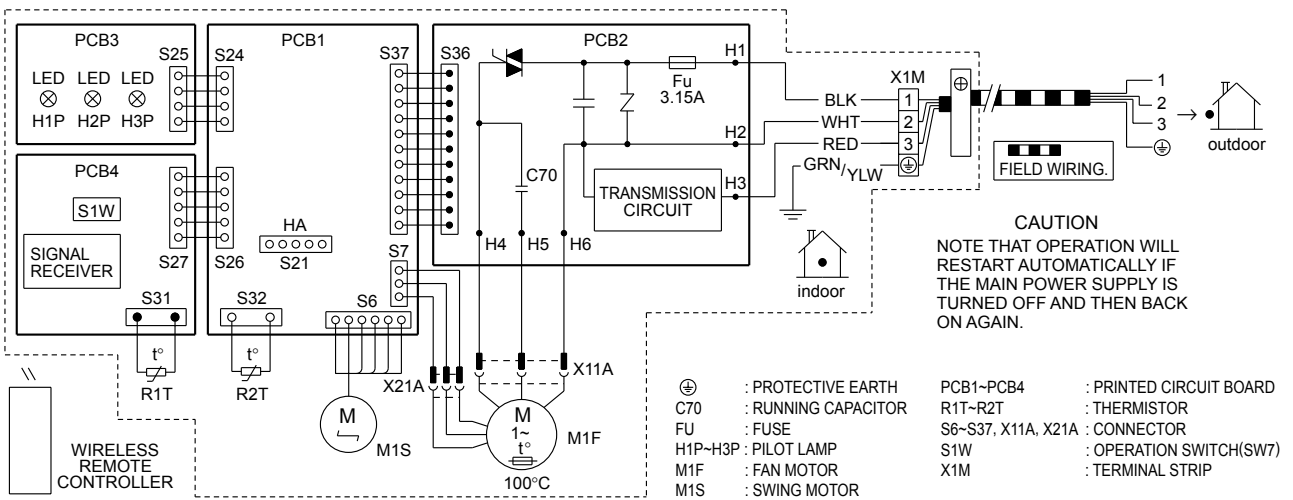 PCB3
S25
LED LED LED
H1P H2P H3P
PCB4
S1W
SIGNAL
RECEIVER
S27
S31
t°
R1T
PCB1
S24
S37
S26
HA
S21
S7
S32
S6
t°
R2T
M
M1S
X21A
PCB2
S36
H1
Fu
3.15A
H2
C70
TRANSMISSION
CIRCUIT
H3
H4 H5 H6
X11A
M
1~
t°
100°C
M1F
WIRELESS
REMOTE
CONTROLLER
X1M
BLK 1
WHT 2
RED 3
GRN/YLW
indoor
1
2
3
outdoor
FIELD WIRING.
CAUTION
NOTE THAT OPERATION WILL
RESTART AUTOMATICALLY IF
THE MAIN POWER SUPPLY IS
TURNED OFF AND THEN BACK
ON AGAIN.
: PROTECTIVE EARTH
C70 : RUNNING CAPACITOR
FU : FUSE
H1P~H3P : PILOT LAMP
M1F : FAN MOTOR
M1S : SWING MOTOR
PCB1~PCB4 : PRINTED CIRCUIT BOARD
R1T~R2T : THERMISTOR
S6~S37, X11A, X21A : CONNECTOR
S1W : OPERATION SWITCH(SW7)
X1M : TERMINAL STRIP